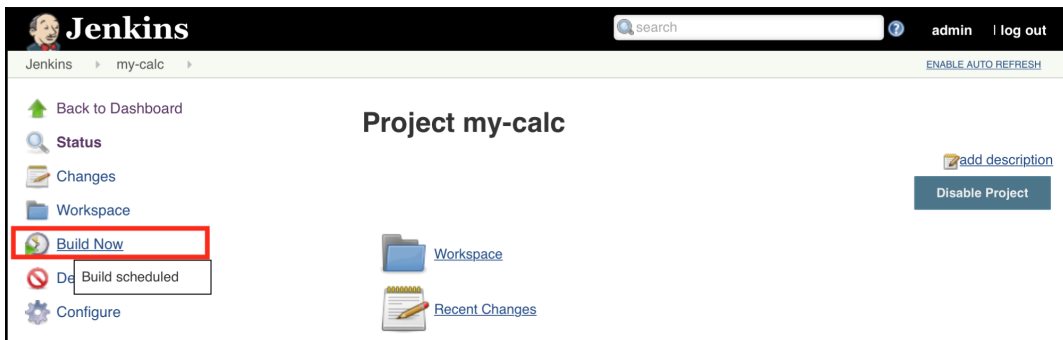 Jenkins
search
admin | log out
Jenkins my-calc
ENABLE AUTO REFRESH
Back to Dashboard
Status
Changes
Workspace
Build Now
De
Build scheduled
Configure
Project my-calc
add description
Disable Project
Workspace
Recent Changes